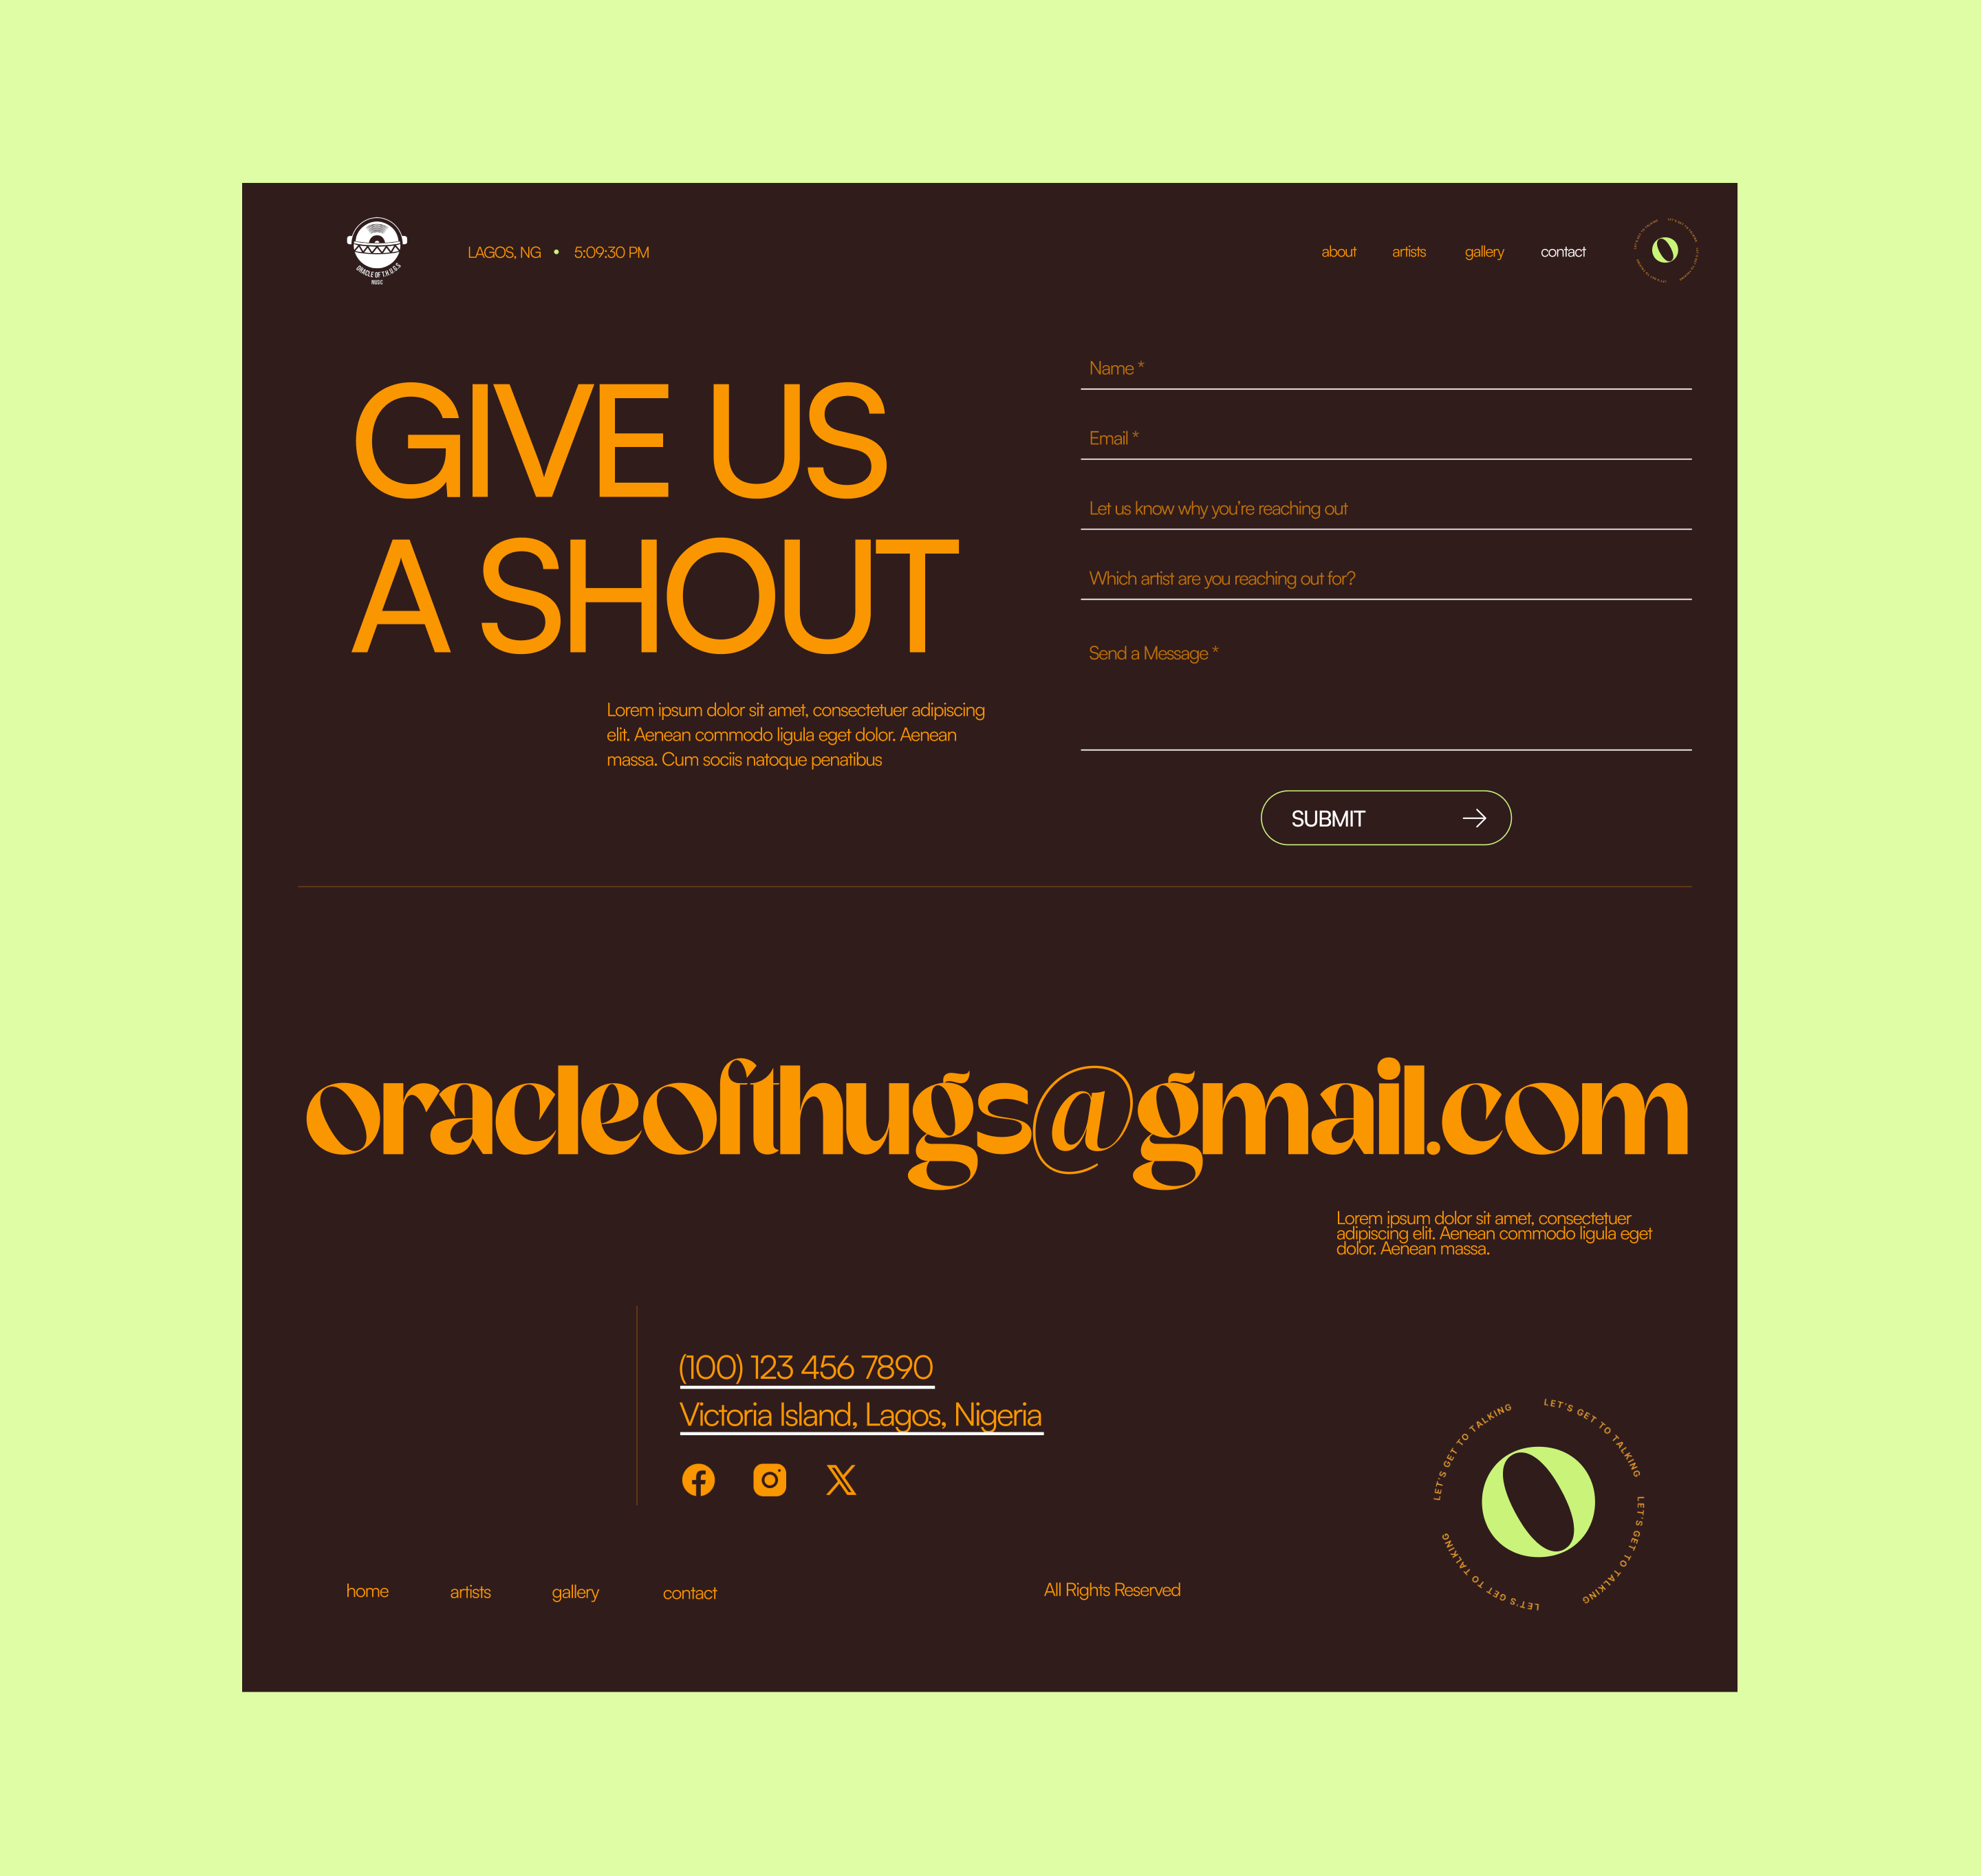 ORACLE OF T.H.U.G.S
MUSIC
LAGOS, NG • 5:09:30 PM
about artists gallery contact
GIVE US
A SHOUT
Lorem ipsum dolor sit amet, consectetuer adipiscing
elit. Aenean commodo ligula eget dolor. Aenean
massa. Cum sociis natoque penatibus
Name *
Email *
Let us know why you're reaching out
Which artist are you reaching out for?
Send a Message *
SUBMIT
oracleofthugs@gmail.com
Lorem ipsum dolor sit amet, consectetuer
adipiscing elit. Aenean commodo ligula eget
dolor. Aenean massa.
(100) 123 456 7890
Victoria Island, Lagos, Nigeria
LET'S GET TO TALKING
LET'S GET TO TALKING
LET'S GET TO TALKING
LET'S GET TO TALKING
home artists gallery contact
All Rights Reserved